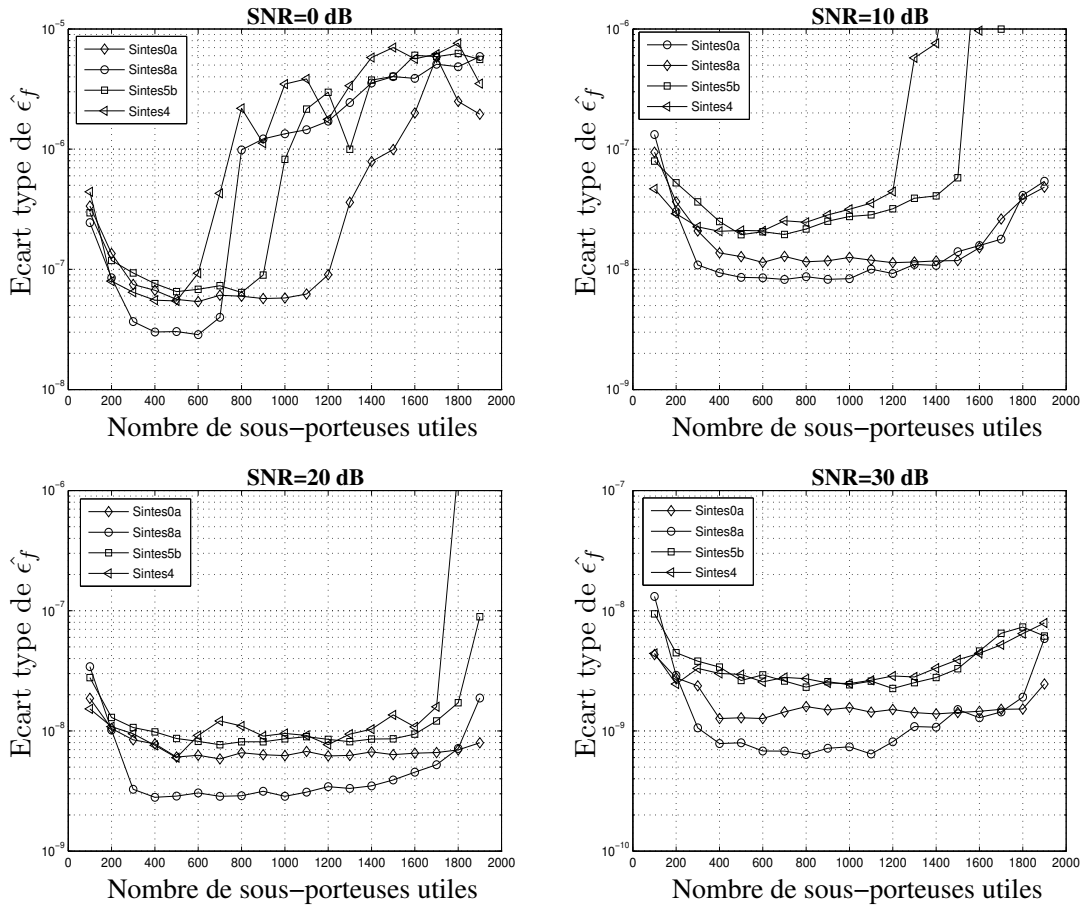 SNR=0 dB
Ecart type de ϵ̂_f
10^-5
10^-6
10^-7
10^-8
Sintes0a
Sintes8a
Sintes5b
Sintes4
0 200 400 600 800 1000 1200 1400 1600 1800 2000
Nombre de sous−porteuses utiles
SNR=10 dB
Ecart type de ϵ̂_f
10^-6
10^-7
10^-8
10^-9
Sintes0a
Sintes8a
Sintes5b
Sintes4
0 200 400 600 800 1000 1200 1400 1600 1800 2000
Nombre de sous−porteuses utiles
SNR=20 dB
Ecart type de ϵ̂_f
10^-6
10^-7
10^-8
10^-9
Sintes0a
Sintes8a
Sintes5b
Sintes4
0 200 400 600 800 1000 1200 1400 1600 1800 2000
Nombre de sous−porteuses utiles
SNR=30 dB
Ecart type de ϵ̂_f
10^-7
10^-8
10^-9
10^-10
Sintes0a
Sintes8a
Sintes5b
Sintes4
0 200 400 600 800 1000 1200 1400 1600 1800 2000
Nombre de sous−porteuses utiles